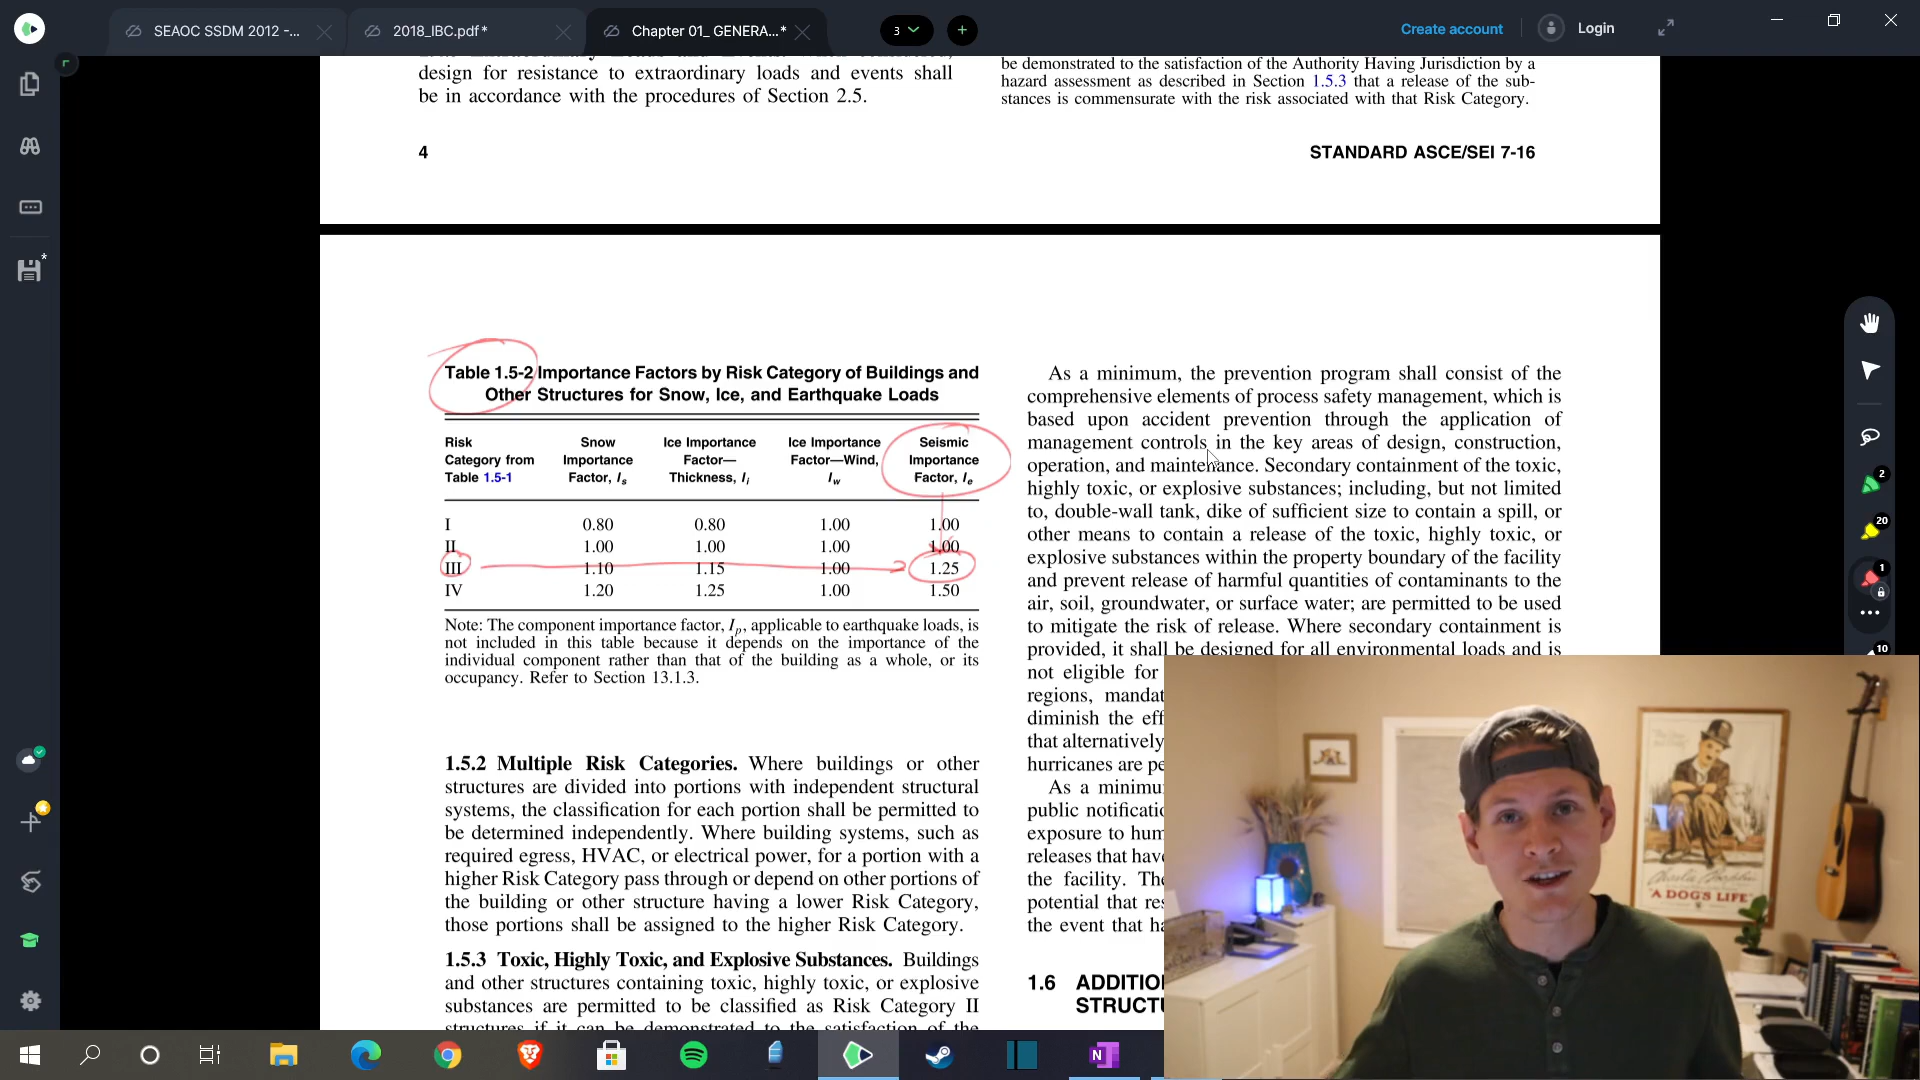 SEAOC SSDM 2012 -...
2018_IBC.pdf*
Chapter 01_ GENERA...*
3
Create account
Login
design for resistance to extraordinary loads and events shall
be in accordance with the procedures of Section 2.5.
be demonstrated to the satisfaction of the Authority Having Jurisdiction by a
hazard assessment as described in Section 1.5.3 that a release of the sub-
stances is commensurate with the risk associated with that Risk Category.
4
STANDARD ASCE/SEI 7-16
Table 1.5-2 Importance Factors by Risk Category of Buildings and
Other Structures for Snow, Ice, and Earthquake Loads
Risk Category from Table 1.5-1
Snow Importance Factor, Is
Ice Importance Factor—Thickness, Ii
Ice Importance Factor—Wind, Iw
Seismic Importance Factor, Ie
I 0.80 0.80 1.00 1.00
II 1.00 1.00 1.00 1.00
III 1.10 1.15 1.00 1.25
IV 1.20 1.25 1.00 1.50
Note: The component importance factor, Ip, applicable to earthquake loads, is
not included in this table because it depends on the importance of the
individual component rather than that of the building as a whole, or its
occupancy. Refer to Section 13.1.3.
1.5.2 Multiple Risk Categories. Where buildings or other
structures are divided into portions with independent structural
systems, the classification for each portion shall be permitted to
be determined independently. Where building systems, such as
required egress, HVAC, or electrical power, for a portion with a
higher Risk Category pass through or depend on other portions of
the building or other structure having a lower Risk Category,
those portions shall be assigned to the higher Risk Category.
1.5.3 Toxic, Highly Toxic, and Explosive Substances. Buildings
and other structures containing toxic, highly toxic, or explosive
substances are permitted to be classified as Risk Category II
structures if it can be demonstrated to the satisfaction of the
As a minimum, the prevention program shall consist of the
comprehensive elements of process safety management, which is
based upon accident prevention through the application of
management controls in the key areas of design, construction,
operation, and maintenance. Secondary containment of the toxic,
highly toxic, or explosive substances; including, but not limited
to, double-wall tank, dike of sufficient size to contain a spill, or
other means to contain a release of the toxic, highly toxic, or
explosive substances within the property boundary of the facility
and prevent release of harmful quantities of contaminants to the
air, soil, groundwater, or surface water; are permitted to be used
to mitigate the risk of release. Where secondary containment is
provided, it shall be designed for all environmental loads and is
not eligible for
regions, mandat
diminish the eff
that alternatively
hurricanes are pe
As a minimum
public notificatio
exposure to hum
releases that have
the facility. The
potential that res
the event that ha
1.6 ADDITION
STRUCTU
2
20
1
10
Charlie Chaplin
"A DOG'S LIFE"
N